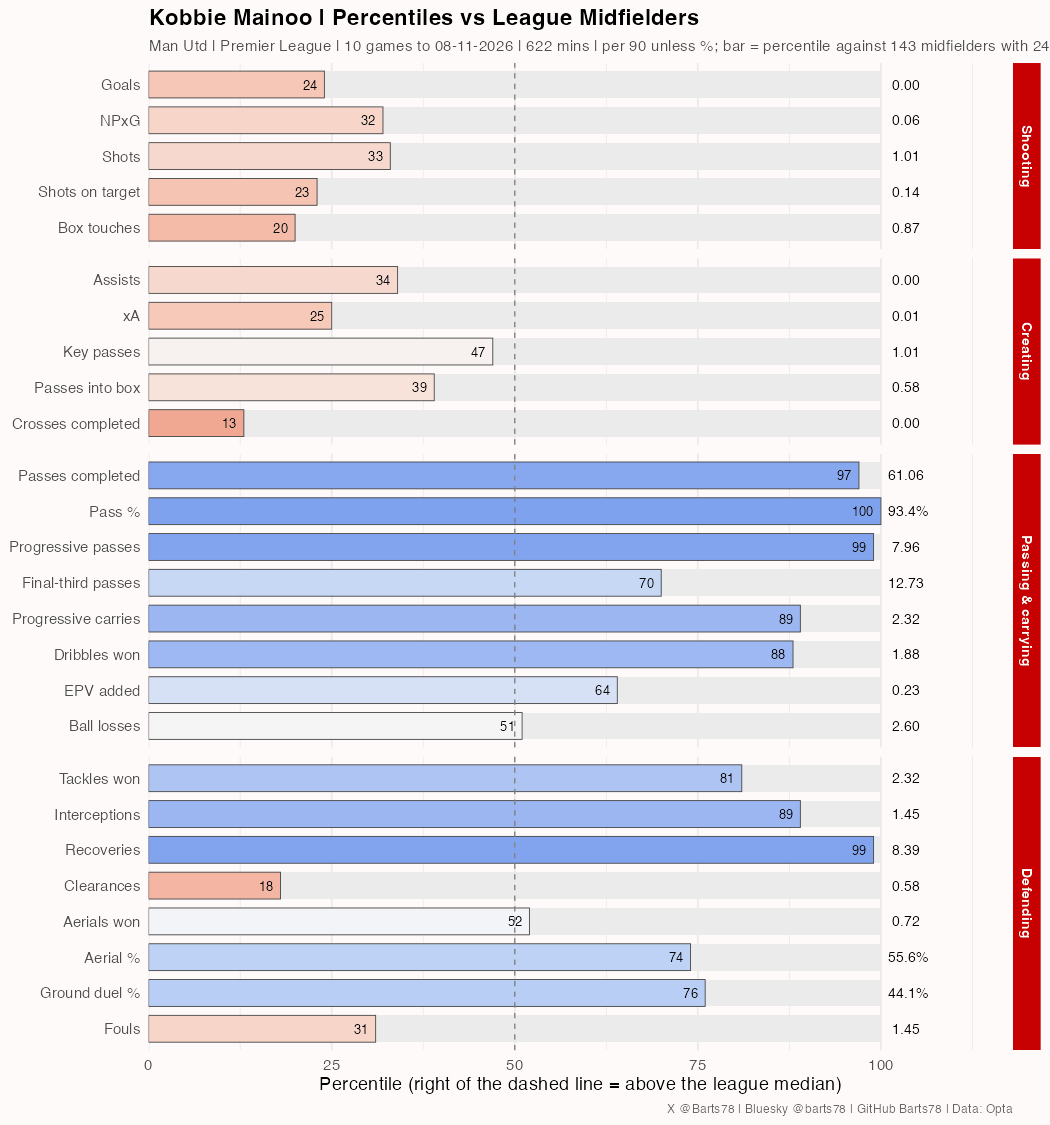 Kobbie Mainoo | Percentiles vs League Midfielders
Man Utd | Premier League | 10 games to 08-11-2026 | 622 mins | per 90 unless %; bar = percentile against 143 midfielders with 24
Goals 24 0.00
NPxG 32 0.06
Shots 33 1.01
Shots on target 23 0.14
Box touches 20 0.87
Shooting
Assists 34 0.00
xA 25 0.01
Key passes 47 1.01
Passes into box 39 0.58
Crosses completed 13 0.00
Creating
Passes completed 97 61.06
Pass % 100 93.4%
Progressive passes 99 7.96
Final-third passes 70 12.73
Progressive carries 89 2.32
Dribbles won 88 1.88
EPV added 64 0.23
Ball losses 51 2.60
Passing & carrying
Tackles won 81 2.32
Interceptions 89 1.45
Recoveries 99 8.39
Clearances 18 0.58
Aerials won 52 0.72
Aerial % 74 55.6%
Ground duel % 76 44.1%
Fouls 31 1.45
Defending
0 25 50 75 100
Percentile (right of the dashed line = above the league median)
X @Barts78 | Bluesky @barts78 | GitHub Barts78 | Data: Opta